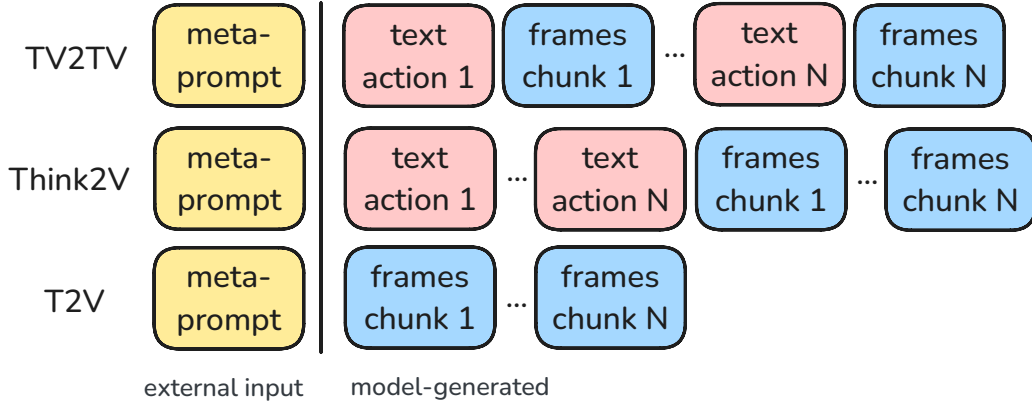 TV2TV
meta-
prompt
text
action 1
frames
chunk 1
...
text
action N
frames
chunk N
Think2V
meta-
prompt
text
action 1
...
text
action N
frames
chunk 1
...
frames
chunk N
T2V
meta-
prompt
frames
chunk 1
...
frames
chunk N
external input
model-generated